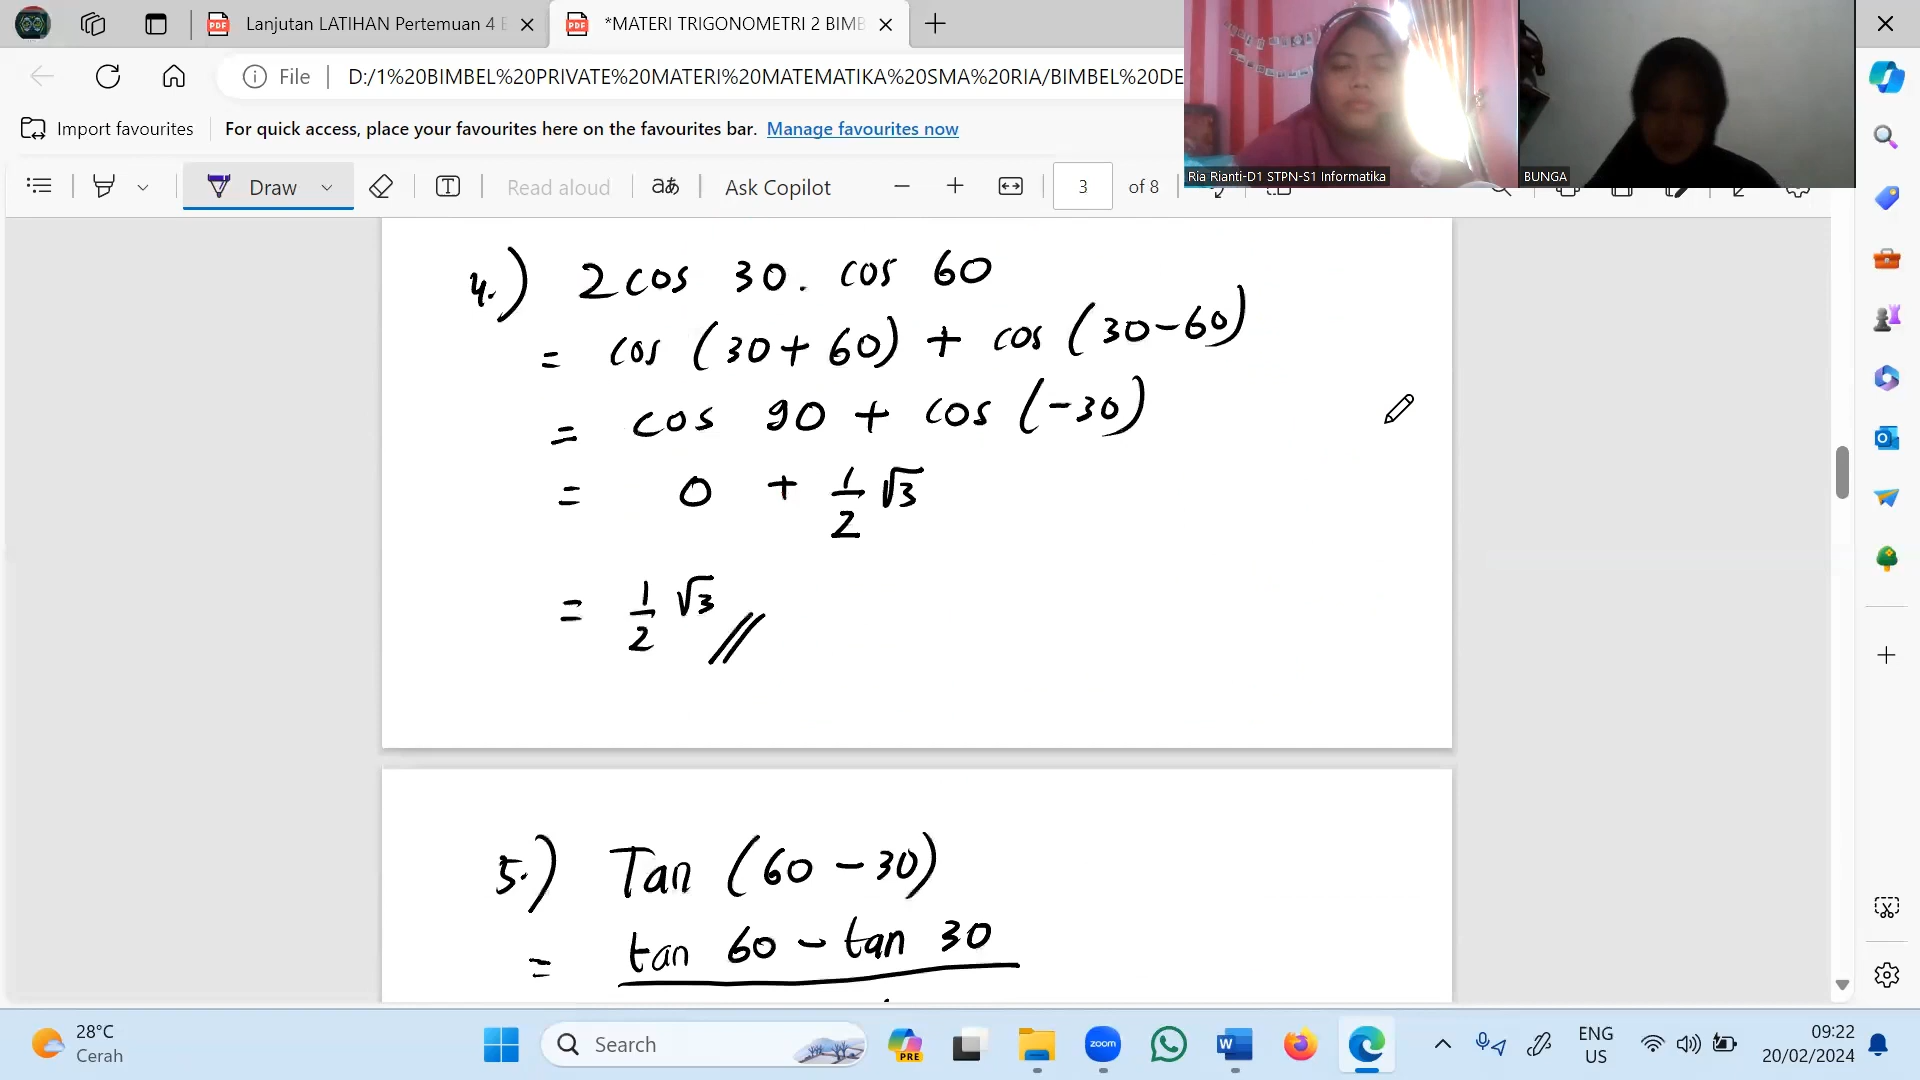 Lanjutan LATIHAN Pertemuan 4 B
*MATERI TRIGONOMETRI 2 BIMB
File
D:/1%20BIMBEL%20PRIVATE%20MATERI%20MATEMATIKA%20SMA%20RIA/BIMBEL%20DE
Import favourites
For quick access, place your favourites here on the favourites bar. Manage favourites now
Ria Rianti-D1 STPN-S1 Informatika
BUNGA
Draw
Read aloud
aあ
Ask Copilot
3 of 8
4.) 2 cos 30 . cos 60
= cos (30 + 60) + cos (30 - 60)
= cos 90 + cos (-30)
= 0 + 1/2 √3
= 1/2 √3 //
5.) Tan (60 - 30)
= tan 60 - tan 30
28°C
Cerah
Search
PRE
zoom
ENG
US
09:22
20/02/2024